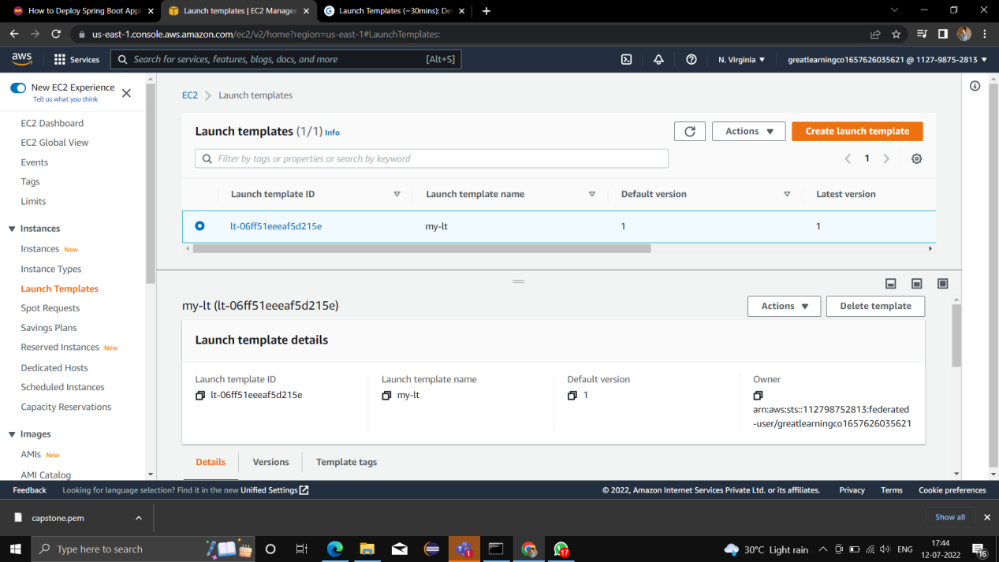 How to Deploy Spring Boot Appl
Launch templates | EC2 Manager
Launch Templates (~30mins): De
us-east-1.console.aws.amazon.com/ec2/v2/home?region=us-east-1#LaunchTemplates:
aws Services Search for services, features, blogs, docs, and more [Alt+S] N. Virginia ▼ greatlearningco1657626035621 @ 1127-9875-2813 ▼
New EC2 Experience
Tell us what you think
EC2 Dashboard
EC2 Global View
Events
Tags
Limits
Instances
Instances New
Instance Types
Launch Templates
Spot Requests
Savings Plans
Reserved Instances New
Dedicated Hosts
Scheduled Instances
Capacity Reservations
Images
AMIs New
AMI Catalog
EC2 > Launch templates
Launch templates (1/1) Info
Actions ▼ Create launch template
Filter by tags or properties or search by keyword
1
Launch template ID Launch template name Default version Latest version
lt-06ff51eeeaf5d215e my-lt 1 1
my-lt (lt-06ff51eeeaf5d215e)
Actions ▼ Delete template
Launch template details
Launch template ID
lt-06ff51eeeaf5d215e
Launch template name
my-lt
Default version
1
Owner
arn:aws:sts::112798752813:federated
-user/greatlearningco1657626035621
Details Versions Template tags
Feedback Looking for language selection? Find it in the new Unified Settings © 2022, Amazon Internet Services Private Ltd. or its affiliates. Privacy Terms Cookie preferences
capstone.pem Show all
Type here to search
1
17
30°C Light rain ENG
17:44
12-07-2022
16